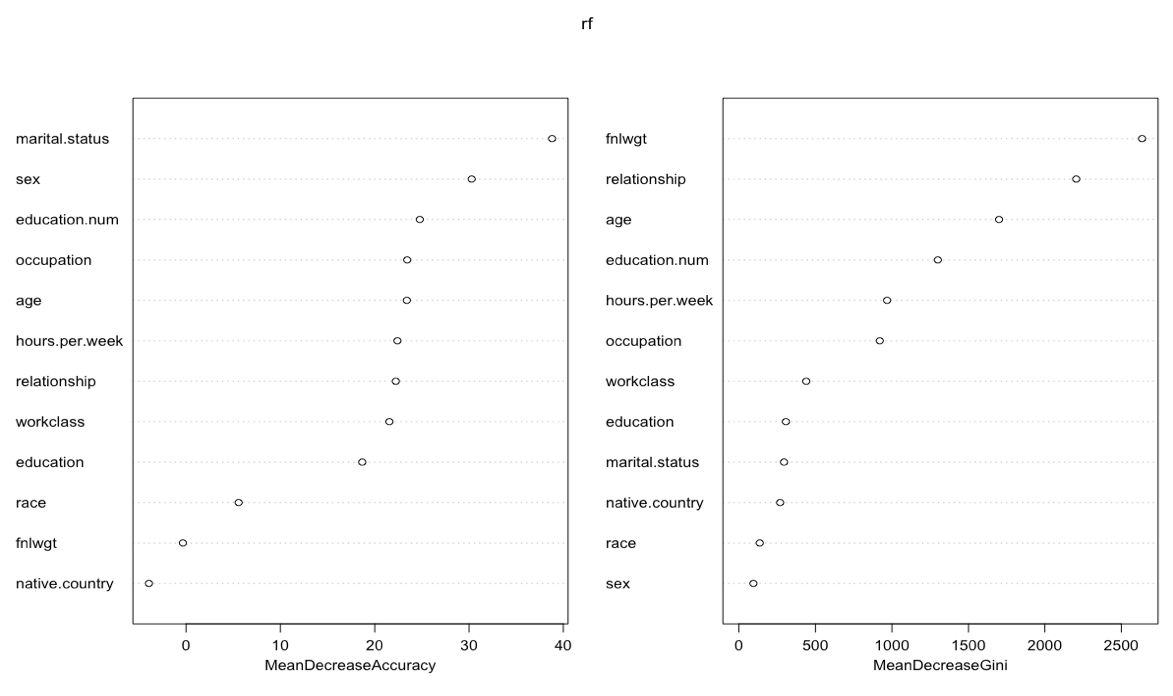 rf
marital.status
sex
education.num
occupation
age
hours.per.week
relationship
workclass
education
race
fnlwgt
native.country
0 10 20 30 40
MeanDecreaseAccuracy
fnlwgt
relationship
age
education.num
hours.per.week
occupation
workclass
education
marital.status
native.country
race
sex
0 500 1000 1500 2000 2500
MeanDecreaseGini